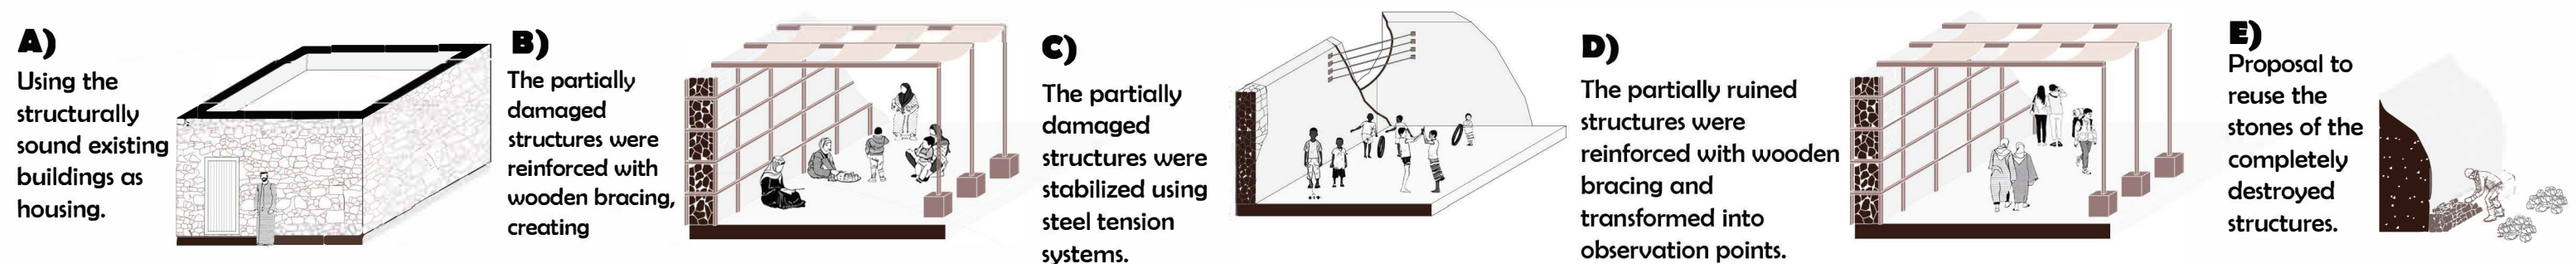 A)
Using the
structurally
sound existing
buildings as
housing.
B)
The partially
damaged
structures were
reinforced with
wooden bracing,
creating
C)
The partially
damaged
structures were
stabilized using
steel tension
systems.
D)
The partially ruined
structures were
reinforced with wooden
bracing and
transformed into
observation points.
E)
Proposal to
reuse the
stones of the
completely
destroyed
structures.